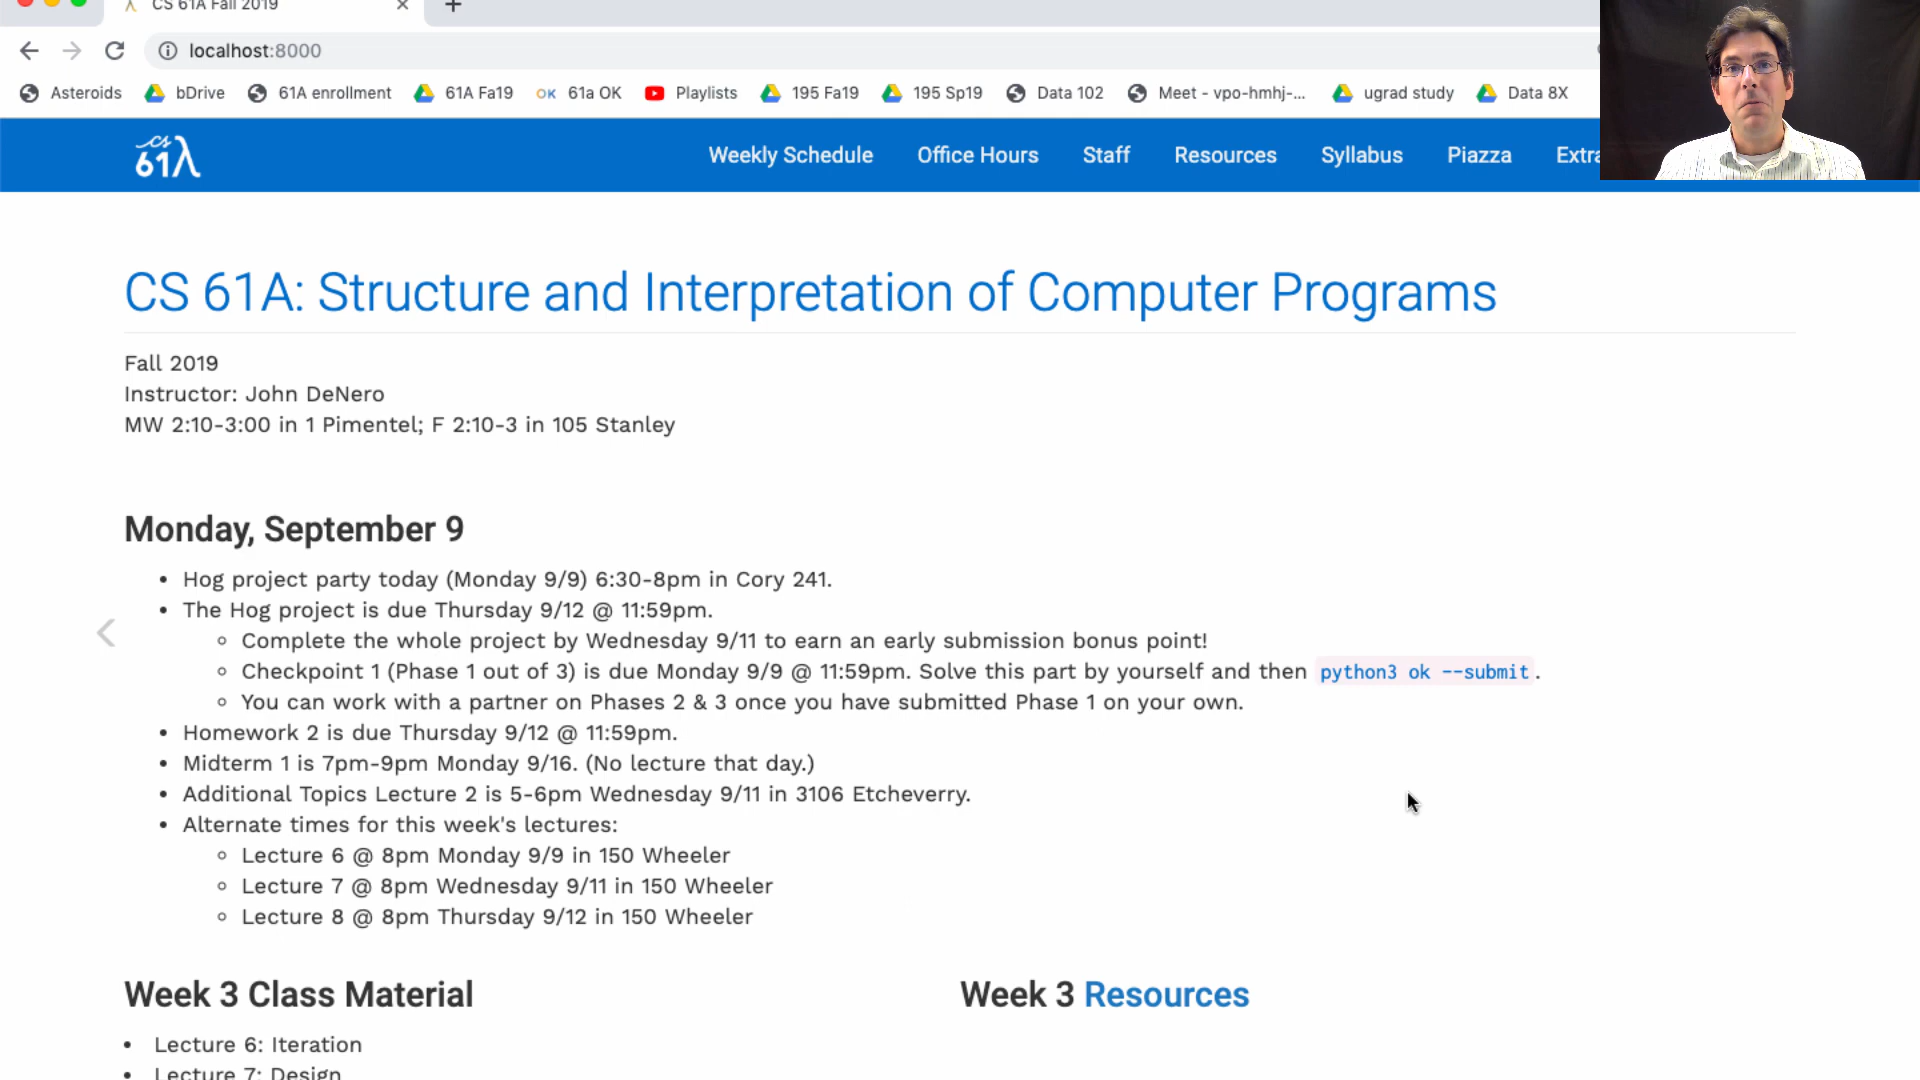 CS 61A Fall 2019
localhost:8000
Asteroids bDrive 61A enrollment 61A Fa19 OK 61a OK Playlists 195 Fa19 195 Sp19 Data 102 Meet - vpo-hmhj-... ugrad study Data 8X
cs
61λ
Weekly Schedule Office Hours Staff Resources Syllabus Piazza Extra
CS 61A: Structure and Interpretation of Computer Programs
Fall 2019
Instructor: John DeNero
MW 2:10-3:00 in 1 Pimentel; F 2:10-3 in 105 Stanley
Monday, September 9
• Hog project party today (Monday 9/9) 6:30-8pm in Cory 241.
• The Hog project is due Thursday 9/12 @ 11:59pm.
◦ Complete the whole project by Wednesday 9/11 to earn an early submission bonus point!
◦ Checkpoint 1 (Phase 1 out of 3) is due Monday 9/9 @ 11:59pm. Solve this part by yourself and then python3 ok --submit.
◦ You can work with a partner on Phases 2 & 3 once you have submitted Phase 1 on your own.
• Homework 2 is due Thursday 9/12 @ 11:59pm.
• Midterm 1 is 7pm-9pm Monday 9/16. (No lecture that day.)
• Additional Topics Lecture 2 is 5-6pm Wednesday 9/11 in 3106 Etcheverry.
• Alternate times for this week's lectures:
◦ Lecture 6 @ 8pm Monday 9/9 in 150 Wheeler
◦ Lecture 7 @ 8pm Wednesday 9/11 in 150 Wheeler
◦ Lecture 8 @ 8pm Thursday 9/12 in 150 Wheeler
Week 3 Class Material
• Lecture 6: Iteration
• Lecture 7: Design
Week 3 Resources